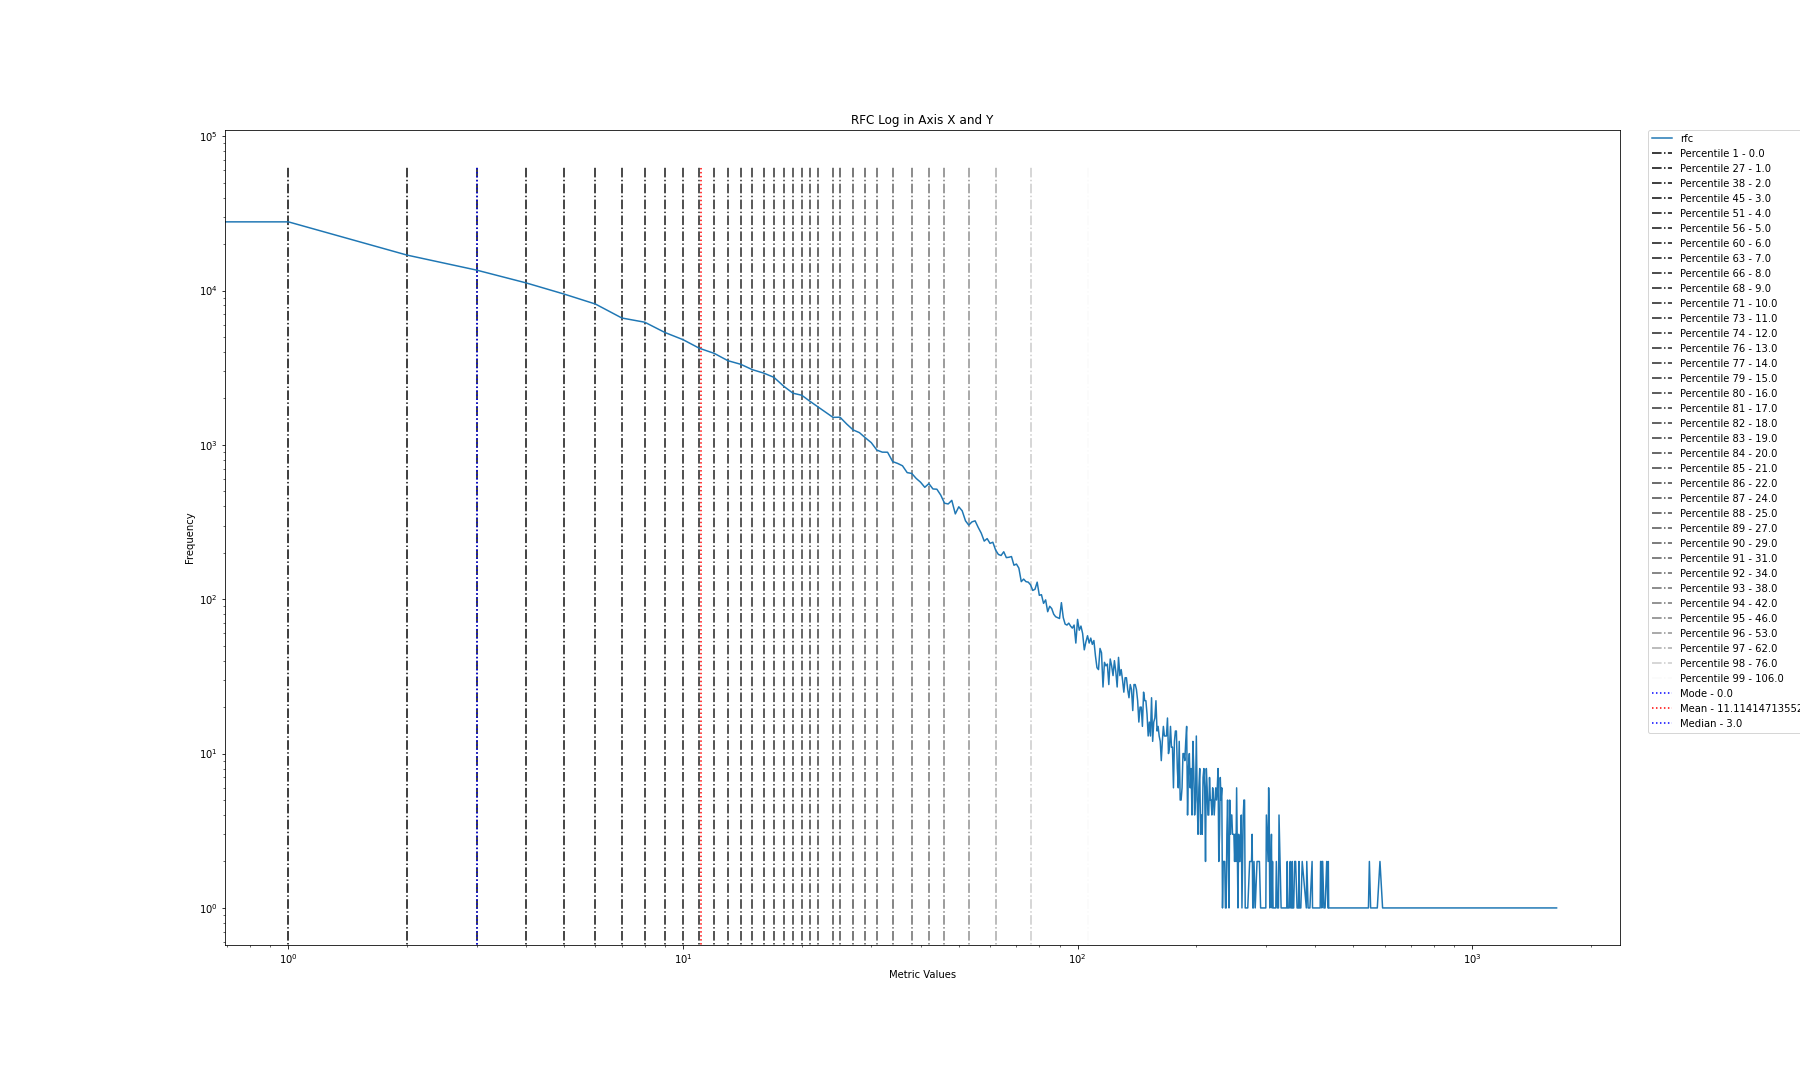 RFC Log in Axis X and Y
10⁵
10⁴
10³
10²
10¹
10⁰
Frequency
10⁰ 10¹ 10² 10³
Metric Values
rfc
Percentile 1 - 0.0
Percentile 27 - 1.0
Percentile 38 - 2.0
Percentile 45 - 3.0
Percentile 51 - 4.0
Percentile 56 - 5.0
Percentile 60 - 6.0
Percentile 63 - 7.0
Percentile 66 - 8.0
Percentile 68 - 9.0
Percentile 71 - 10.0
Percentile 73 - 11.0
Percentile 74 - 12.0
Percentile 76 - 13.0
Percentile 77 - 14.0
Percentile 79 - 15.0
Percentile 80 - 16.0
Percentile 81 - 17.0
Percentile 82 - 18.0
Percentile 83 - 19.0
Percentile 84 - 20.0
Percentile 85 - 21.0
Percentile 86 - 22.0
Percentile 87 - 24.0
Percentile 88 - 25.0
Percentile 89 - 27.0
Percentile 90 - 29.0
Percentile 91 - 31.0
Percentile 92 - 34.0
Percentile 93 - 38.0
Percentile 94 - 42.0
Percentile 95 - 46.0
Percentile 96 - 53.0
Percentile 97 - 62.0
Percentile 98 - 76.0
Percentile 99 - 106.0
Mode - 0.0
Mean - 11.11414713552
Median - 3.0